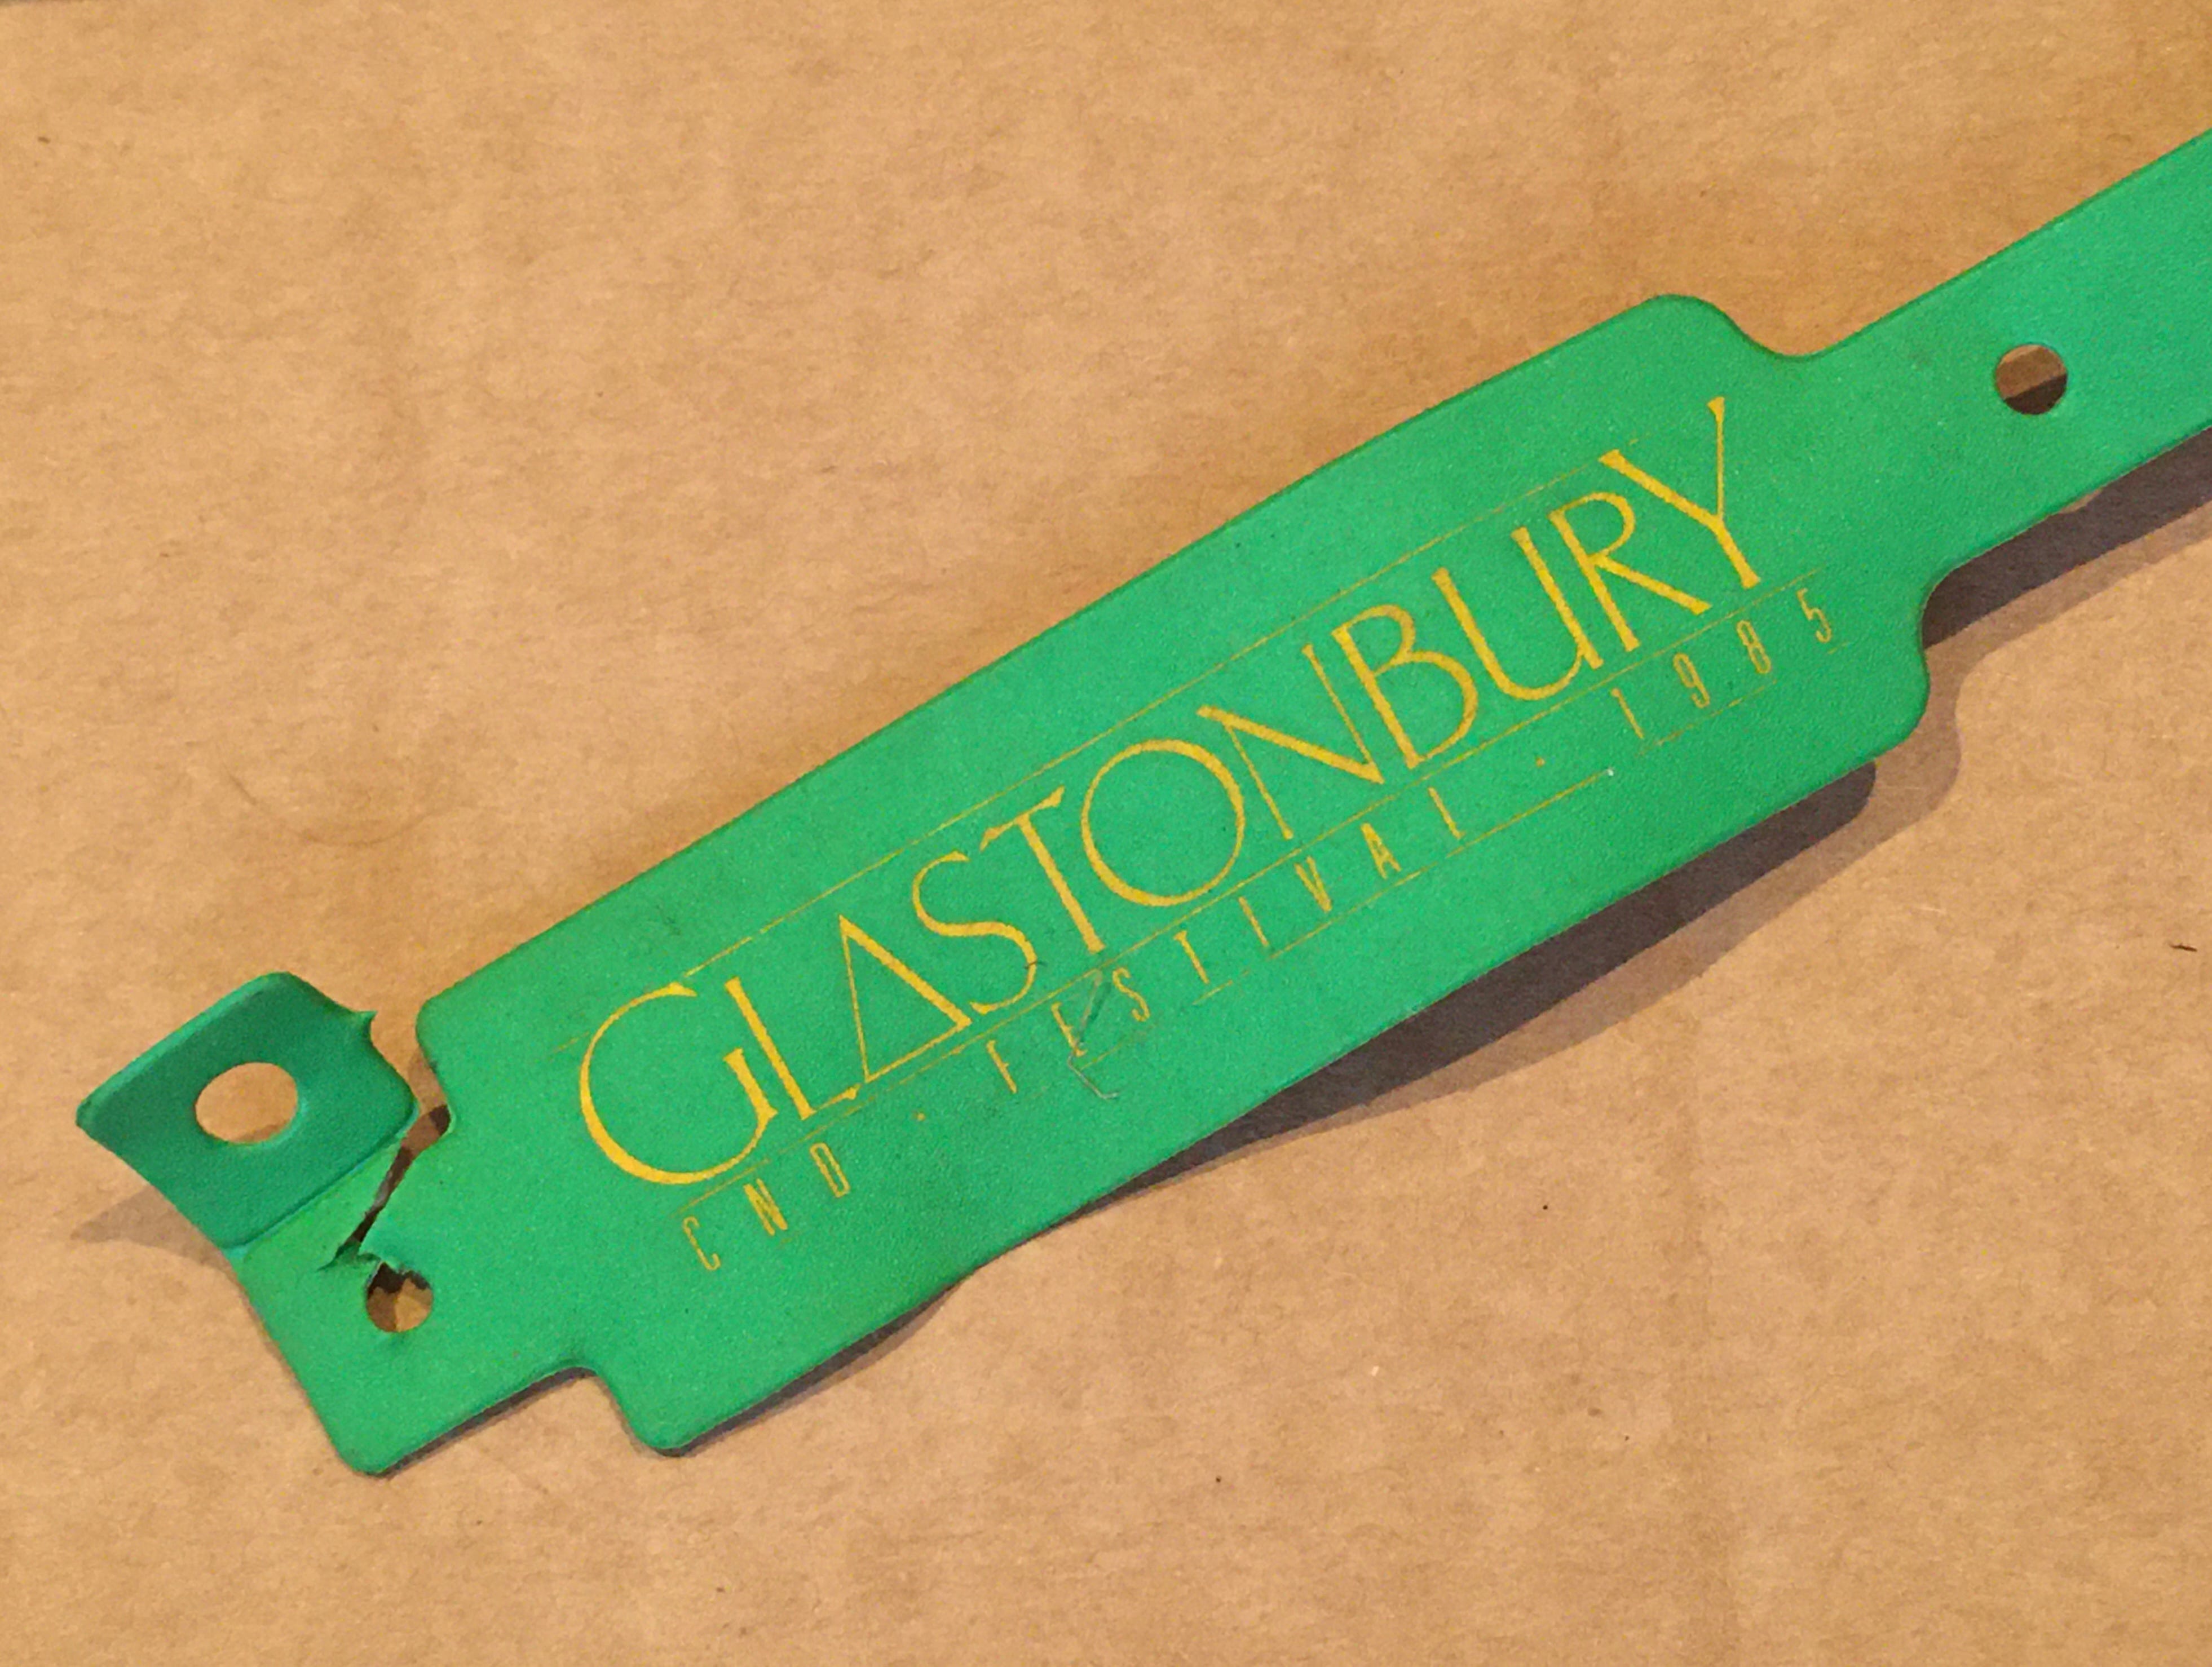 GLASTONBURY
CND · FESTIVAL · 1985